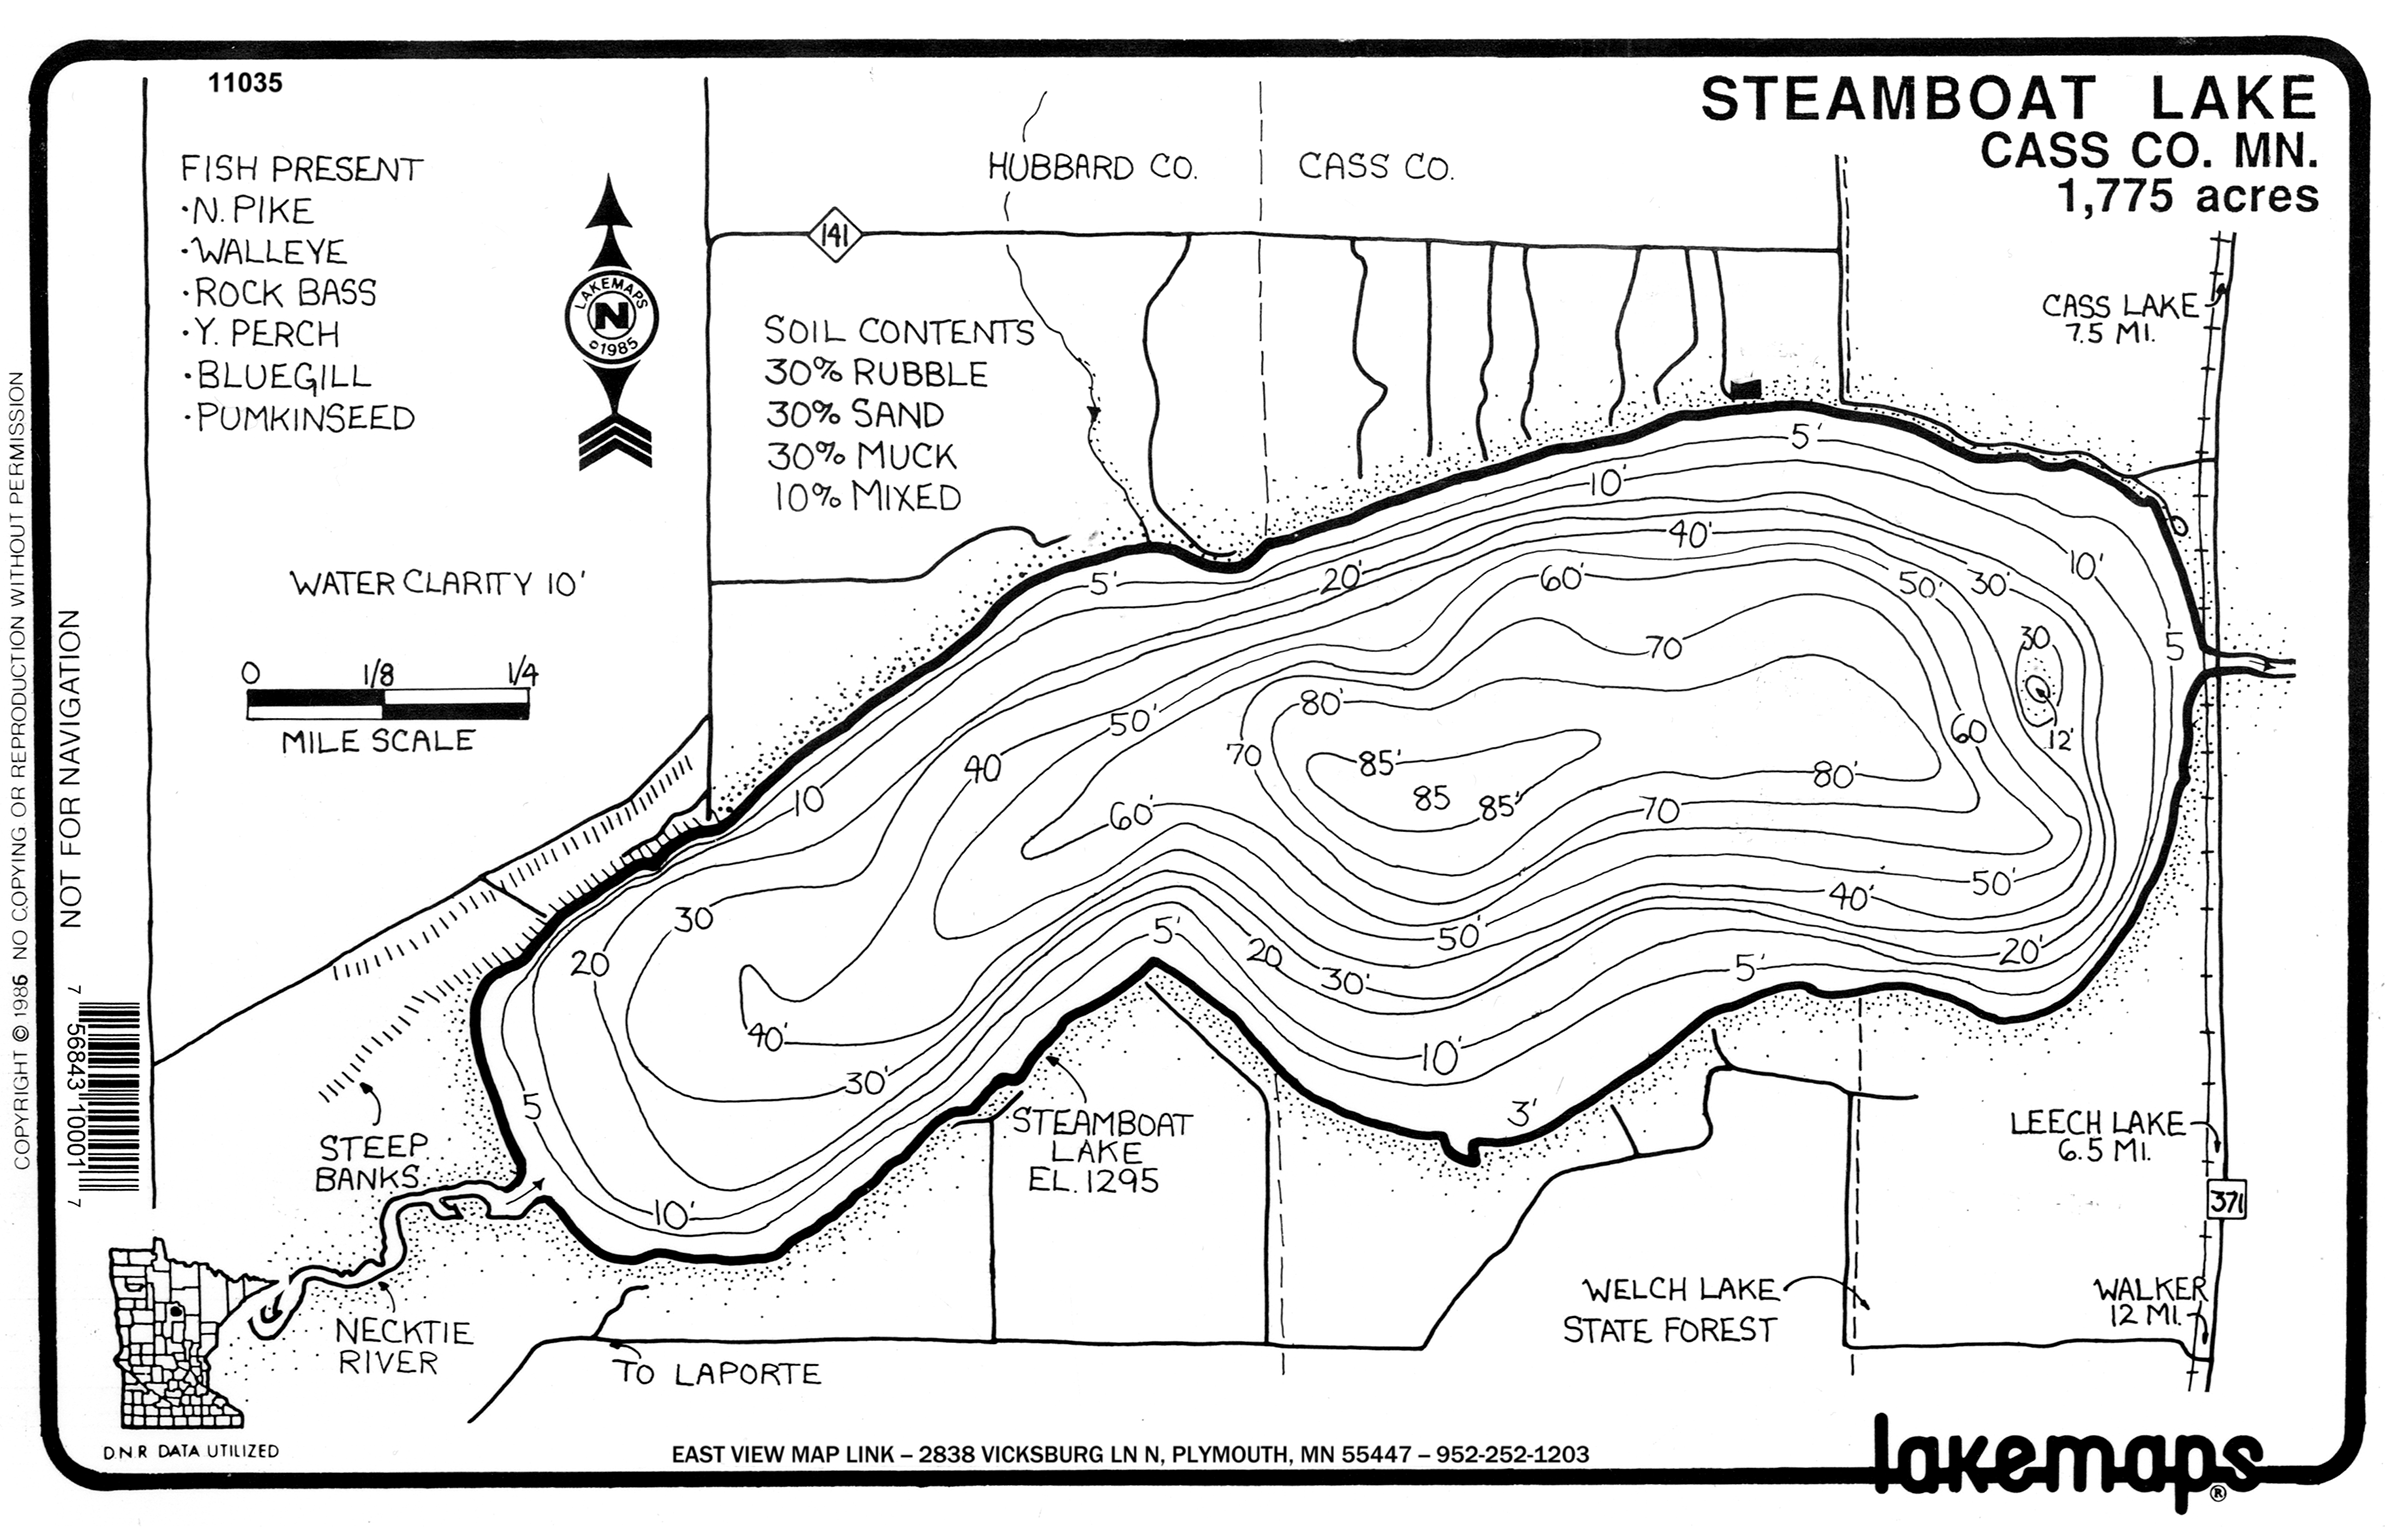 11035
STEAMBOAT LAKE
CASS CO. MN.
1,775 acres
FISH PRESENT
·N. PIKE
·WALLEYE
·ROCK BASS
·Y. PERCH
·BLUEGILL
·PUMKINSEED
LAKEMAPS
N
©1985
HUBBARD CO.
CASS CO.
141
SOIL CONTENTS
30% RUBBLE
30% SAND
30% MUCK
10% MIXED
CASS LAKE
7.5 MI.
WATER CLARITY 10'
0 1/8 1/4
MILE SCALE
5'
10'
40'
5'
20'
60'
50'
30'
10'
30
5
70
12'
50'
80'
60
40
70
85'
80'
10
60'
85
85'
70
30
50'
40'
5'
50'
20
20
30'
5'
20'
40'
30'
10'
5
3'
10'
STEEP
BANKS
STEAMBOAT
LAKE
EL. 1295
LEECH LAKE
6.5 MI.
371
WELCH LAKE
STATE FOREST
WALKER
12 MI.
NECKTIE
RIVER
TO LAPORTE
COPYRIGHT © 1986 NO COPYING OR REPRODUCTION WITHOUT PERMISSION
NOT FOR NAVIGATION
7 56843 10001 7
D.N.R DATA UTILIZED
EAST VIEW MAP LINK – 2838 VICKSBURG LN N, PLYMOUTH, MN 55447 – 952-252-1203
lakemaps®